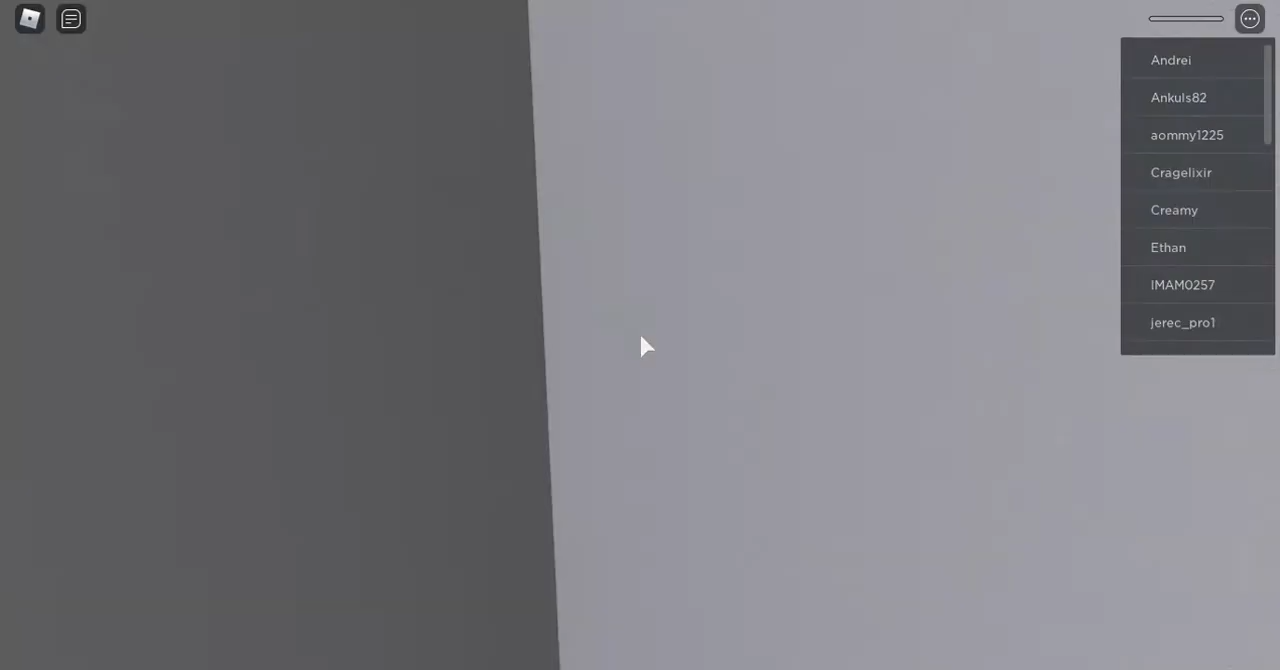 Andrei
Ankuls82
aommy1225
Cragelixir
Creamy
Ethan
IMAM0257
jerec_pro1